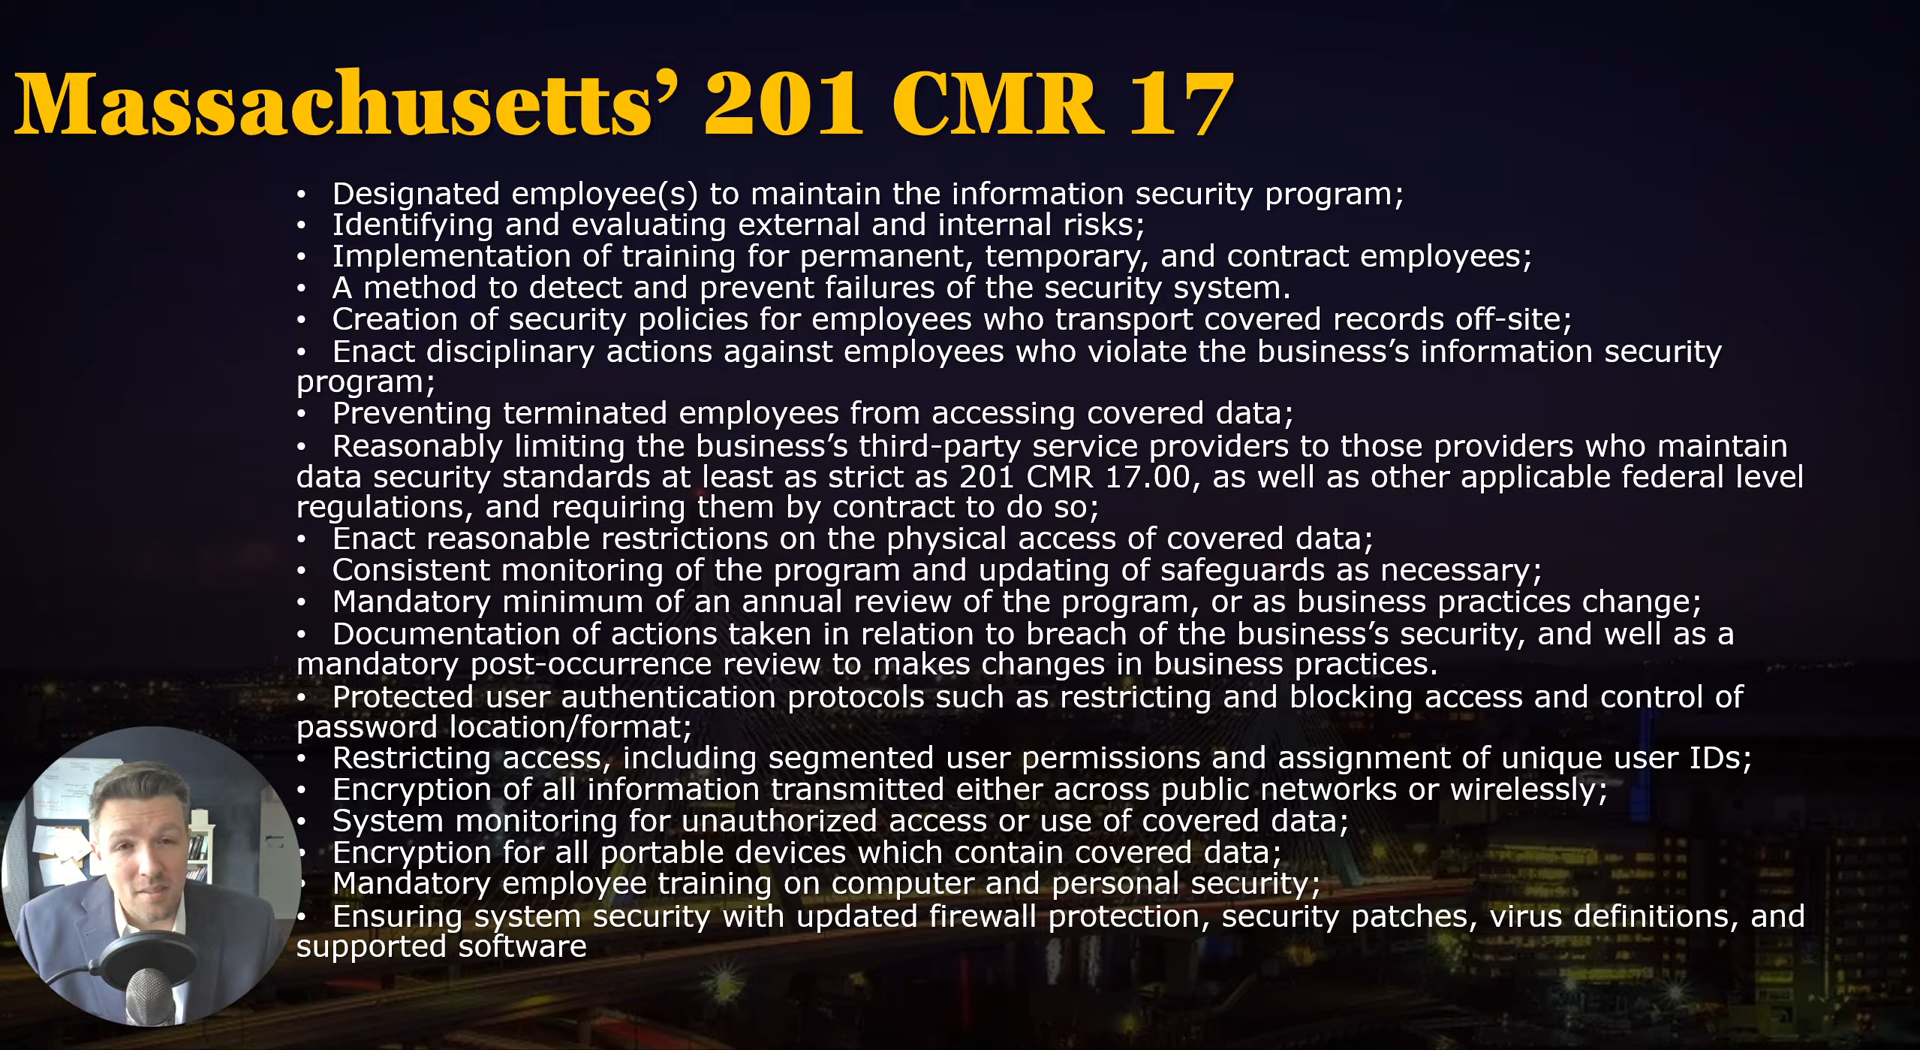 Massachusetts’ 201 CMR 17
• Designated employee(s) to maintain the information security program;
• Identifying and evaluating external and internal risks;
• Implementation of training for permanent, temporary, and contract employees;
• A method to detect and prevent failures of the security system.
• Creation of security policies for employees who transport covered records off-site;
• Enact disciplinary actions against employees who violate the business’s information security
program;
• Preventing terminated employees from accessing covered data;
• Reasonably limiting the business’s third-party service providers to those providers who maintain
data security standards at least as strict as 201 CMR 17.00, as well as other applicable federal level
regulations, and requiring them by contract to do so;
• Enact reasonable restrictions on the physical access of covered data;
• Consistent monitoring of the program and updating of safeguards as necessary;
• Mandatory minimum of an annual review of the program, or as business practices change;
• Documentation of actions taken in relation to breach of the business’s security, and well as a
mandatory post-occurrence review to makes changes in business practices.
• Protected user authentication protocols such as restricting and blocking access and control of
password location/format;
• Restricting access, including segmented user permissions and assignment of unique user IDs;
• Encryption of all information transmitted either across public networks or wirelessly;
• System monitoring for unauthorized access or use of covered data;
• Encryption for all portable devices which contain covered data;
• Mandatory employee training on computer and personal security;
• Ensuring system security with updated firewall protection, security patches, virus definitions, and
supported software